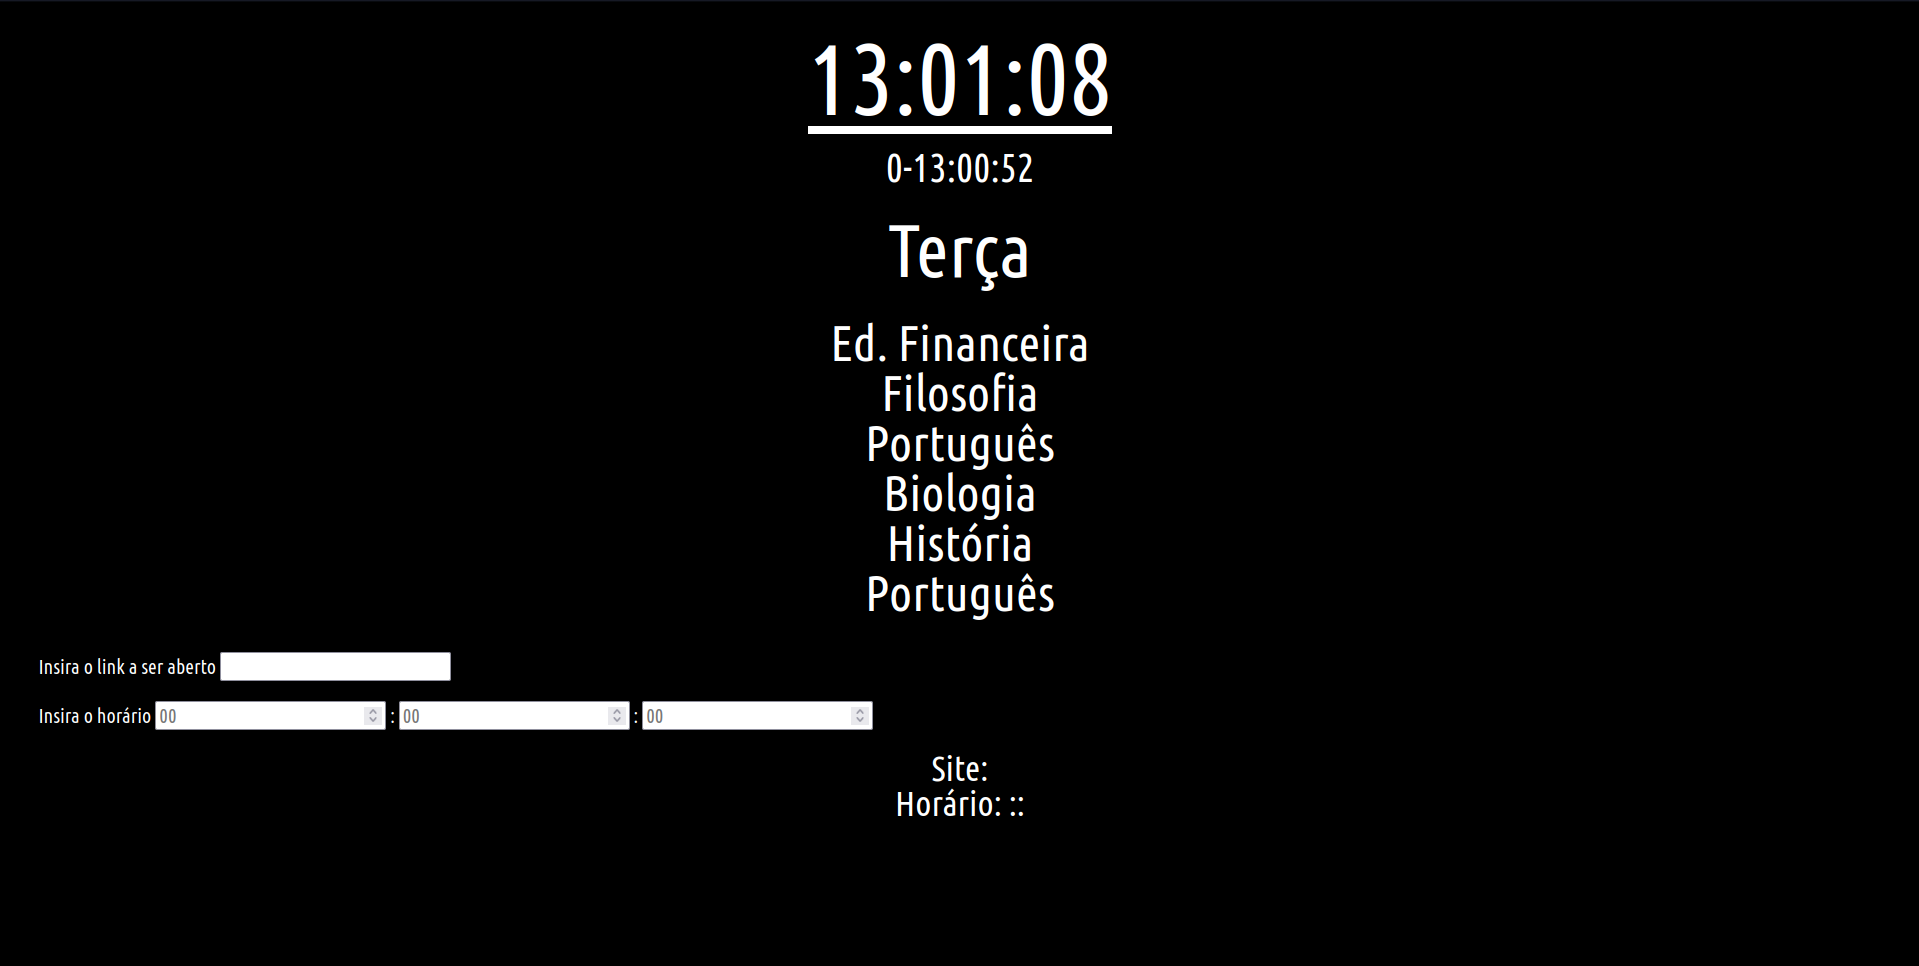 13:01:08
0-13:00:52
Terça
Ed. Financeira
Filosofia
Português
Biologia
História
Português
Insira o link a ser aberto
Insira o horário 00 : 00 : 00
Site:
Horário: ::